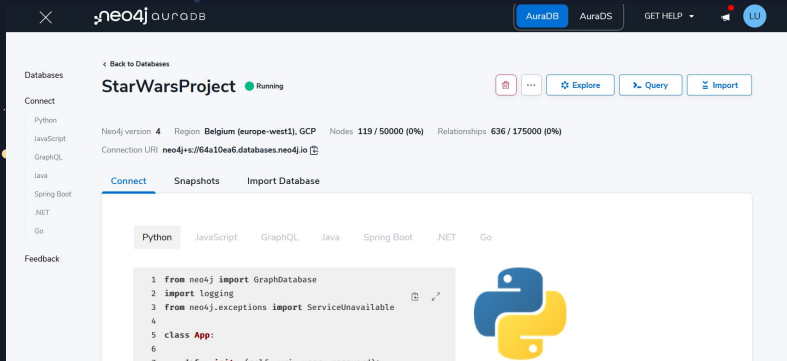 neo4j auraDB
AuraDB AuraDS GET HELP LU
Back to Databases
Databases
StarWarsProject Running
... Explore Query Import
Connect
Python
JavaScript
GraphQL
Java
Spring Boot
.NET
Go
Feedback
Neo4j version 4 Region Belgium (europe-west1), GCP Nodes 119 / 50000 (0%) Relationships 636 / 175000 (0%)
Connection URI neo4j+s://64a10ea6.databases.neo4j.io
Connect Snapshots Import Database
Python JavaScript GraphQL Java Spring Boot .NET Go
1 from neo4j import GraphDatabase
2 import logging
3 from neo4j.exceptions import ServiceUnavailable
4
5 class App:
6